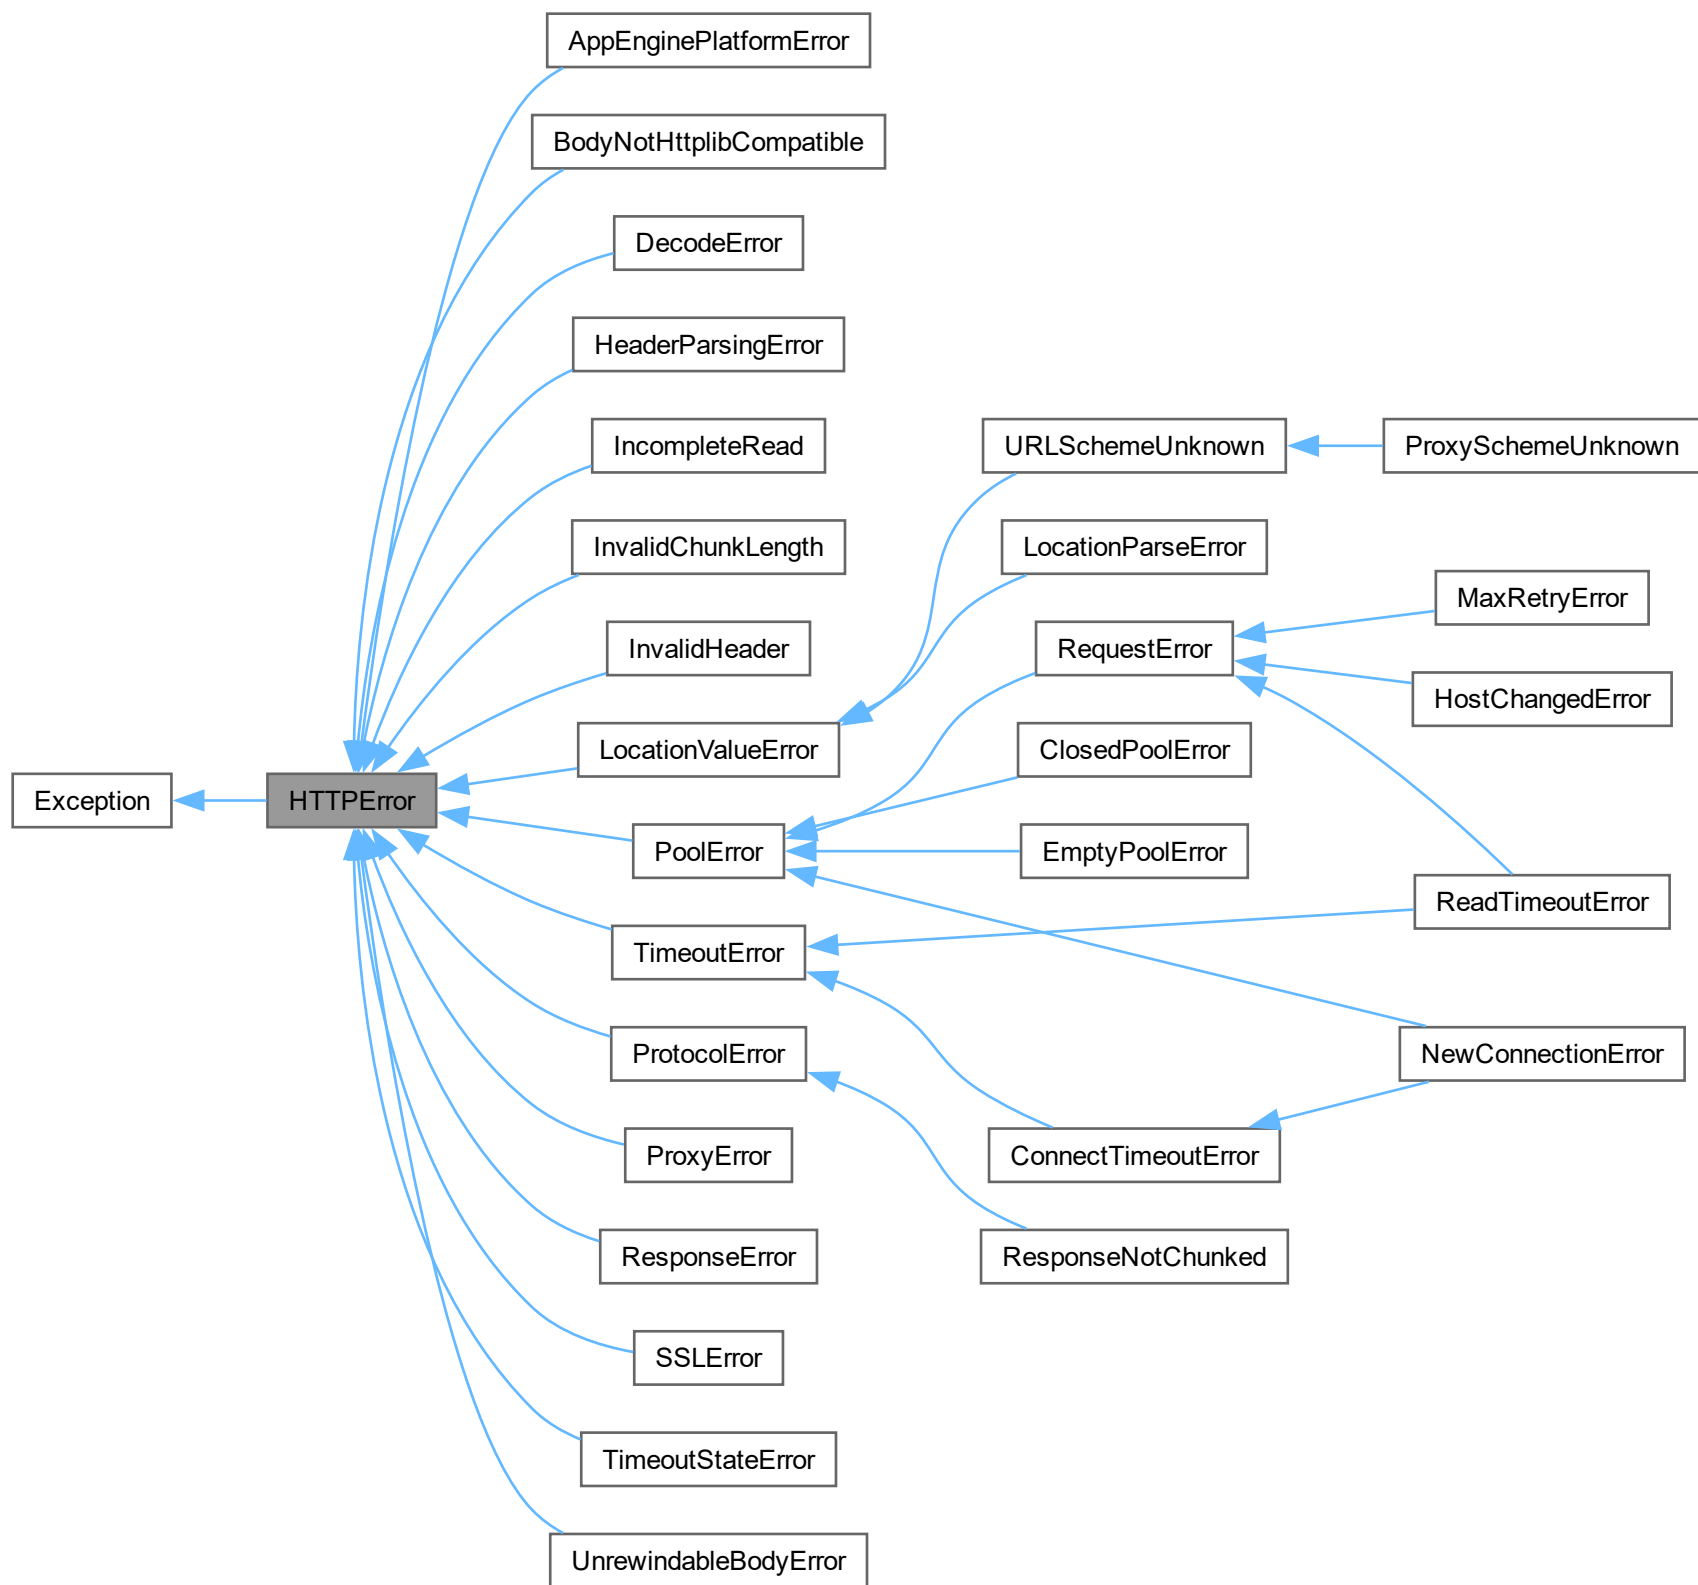 AppEnginePlatformError
BodyNotHttplibCompatible
DecodeError
HeaderParsingError
IncompleteRead
URLSchemeUnknown
ProxySchemeUnknown
InvalidChunkLength
LocationParseError
MaxRetryError
InvalidHeader
RequestError
HostChangedError
LocationValueError
ClosedPoolError
Exception
HTTPError
PoolError
EmptyPoolError
ReadTimeoutError
TimeoutError
ProtocolError
NewConnectionError
ProxyError
ConnectTimeoutError
ResponseError
ResponseNotChunked
SSLError
TimeoutStateError
UnrewindableBodyError